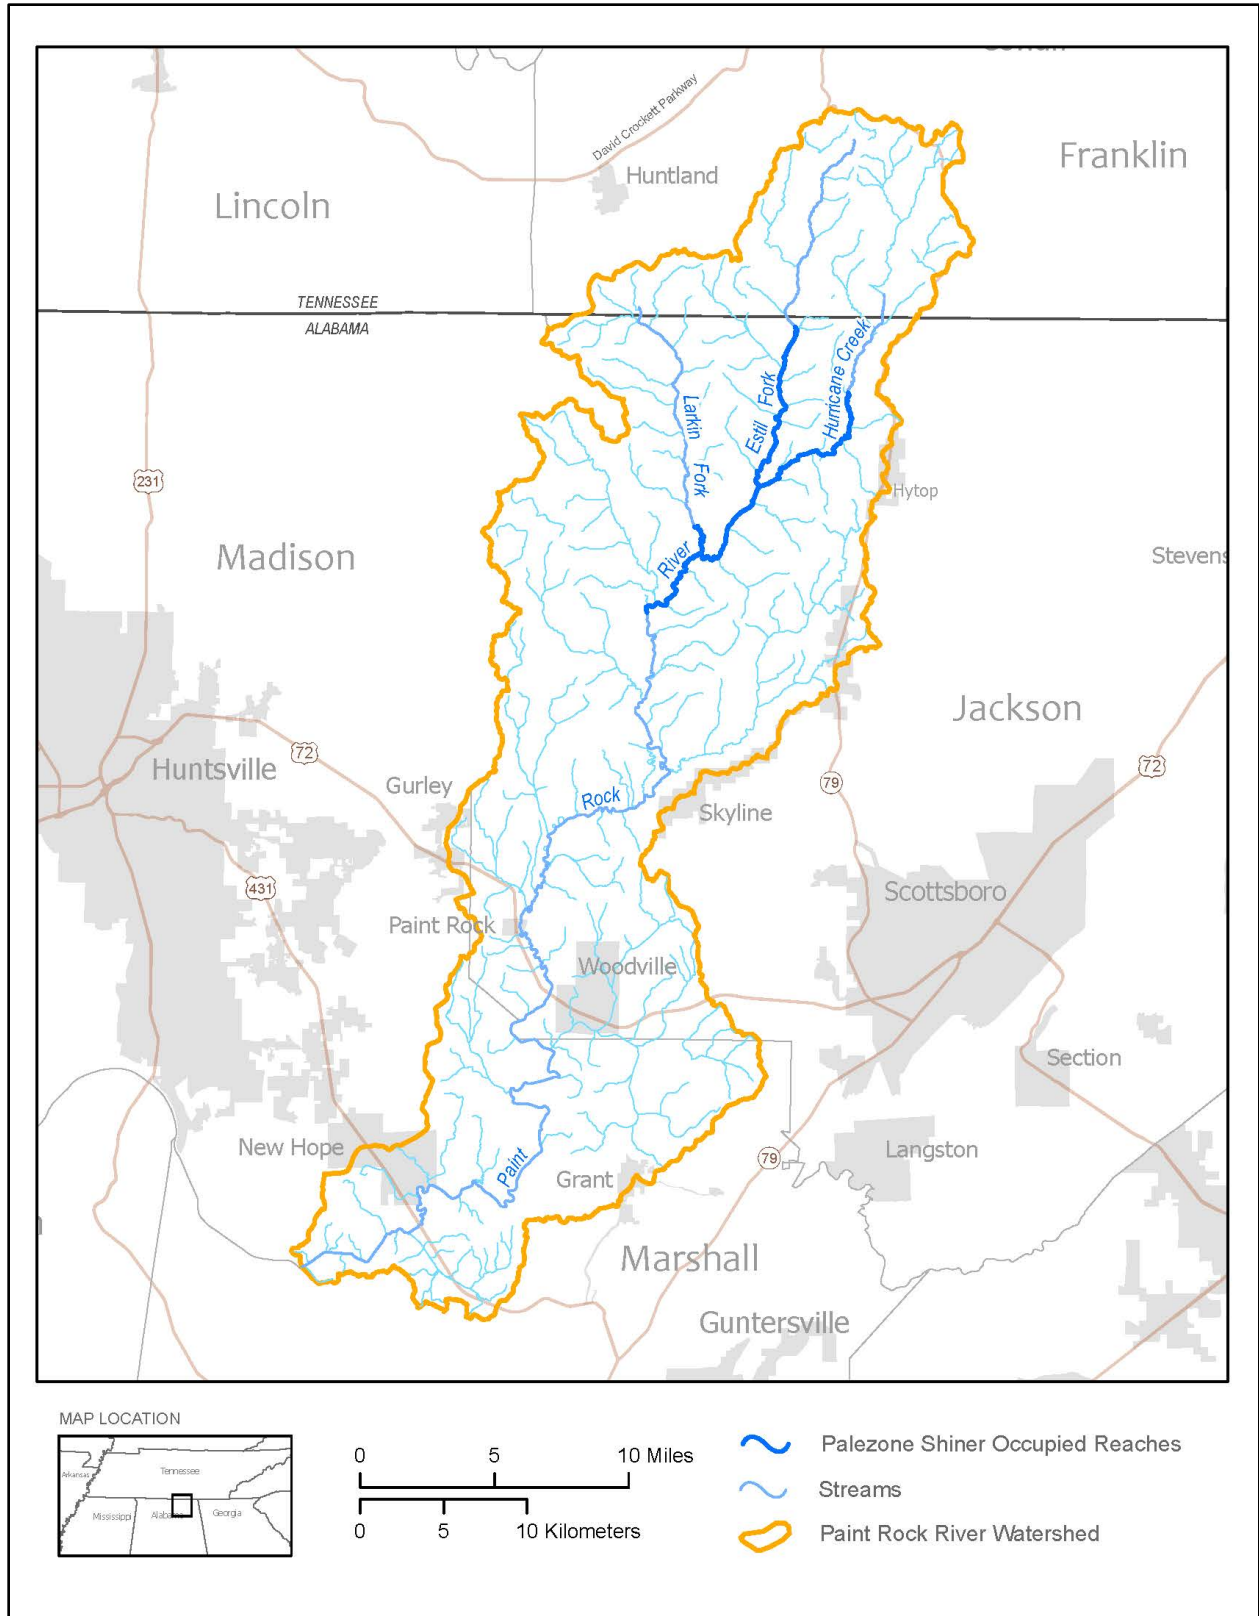 David Crockett Parkway
Huntland
Franklin
Lincoln
TENNESSEE
ALABAMA
Larkin
Fork
Estil
Fork
Hurricane Creek
231
Hytop
Madison
River
Stevens
Jackson
72
Huntsville
Gurley
Rock
79
72
Skyline
431
Scottsboro
Paint Rock
Woodville
Section
New Hope
Paint
Grant
79
Langston
Marshall
Guntersville
MAP LOCATION
Arkansas
Tennessee
Mississippi
Alabama
Georgia
0 5 10 Miles
0 5 10 Kilometers
Palezone Shiner Occupied Reaches
Streams
Paint Rock River Watershed